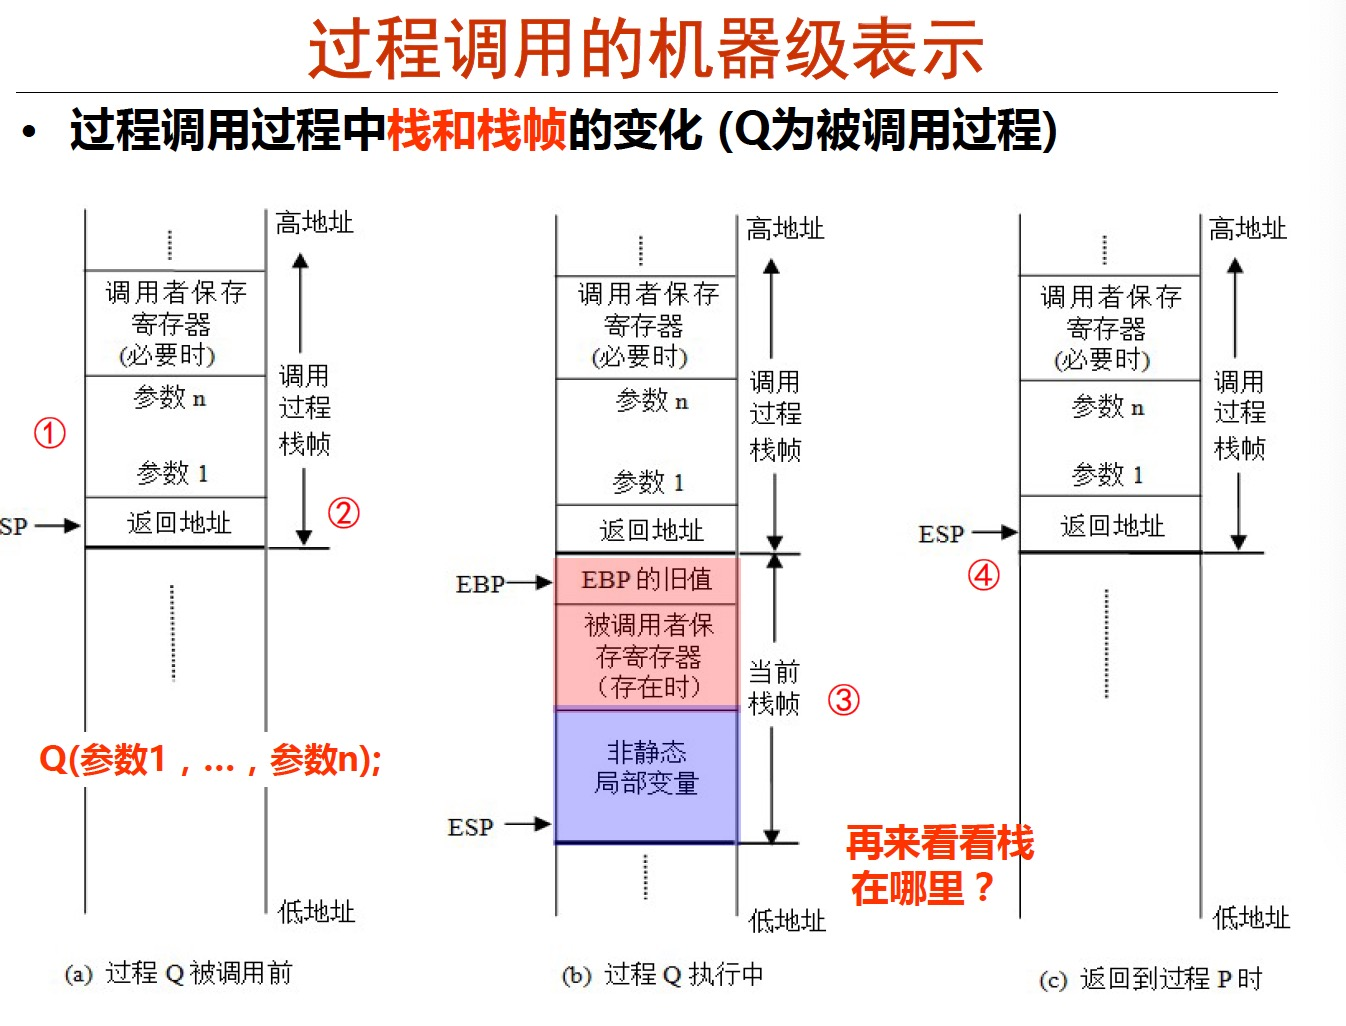 过程调用的机器级表示
• 过程调用过程中栈和栈帧的变化 (Q为被调用过程)
高地址
调用者保存
寄存器
(必要时)
参数 n
参数 1
返回地址
调用
过程
栈帧
①
②
SP
Q(参数1，…，参数n);
低地址
(a) 过程 Q 被调用前
高地址
调用者保存
寄存器
(必要时)
参数 n
参数 1
返回地址
调用
过程
栈帧
EBP
EBP 的旧值
被调用者保
存寄存器
（存在时）
非静态
局部变量
当前
栈帧
③
ESP
低地址
(b) 过程 Q 执行中
高地址
调用者保存
寄存器
(必要时)
参数 n
参数 1
返回地址
调用
过程
栈帧
ESP
④
再来看看栈
在哪里？
低地址
(c) 返回到过程 P 时